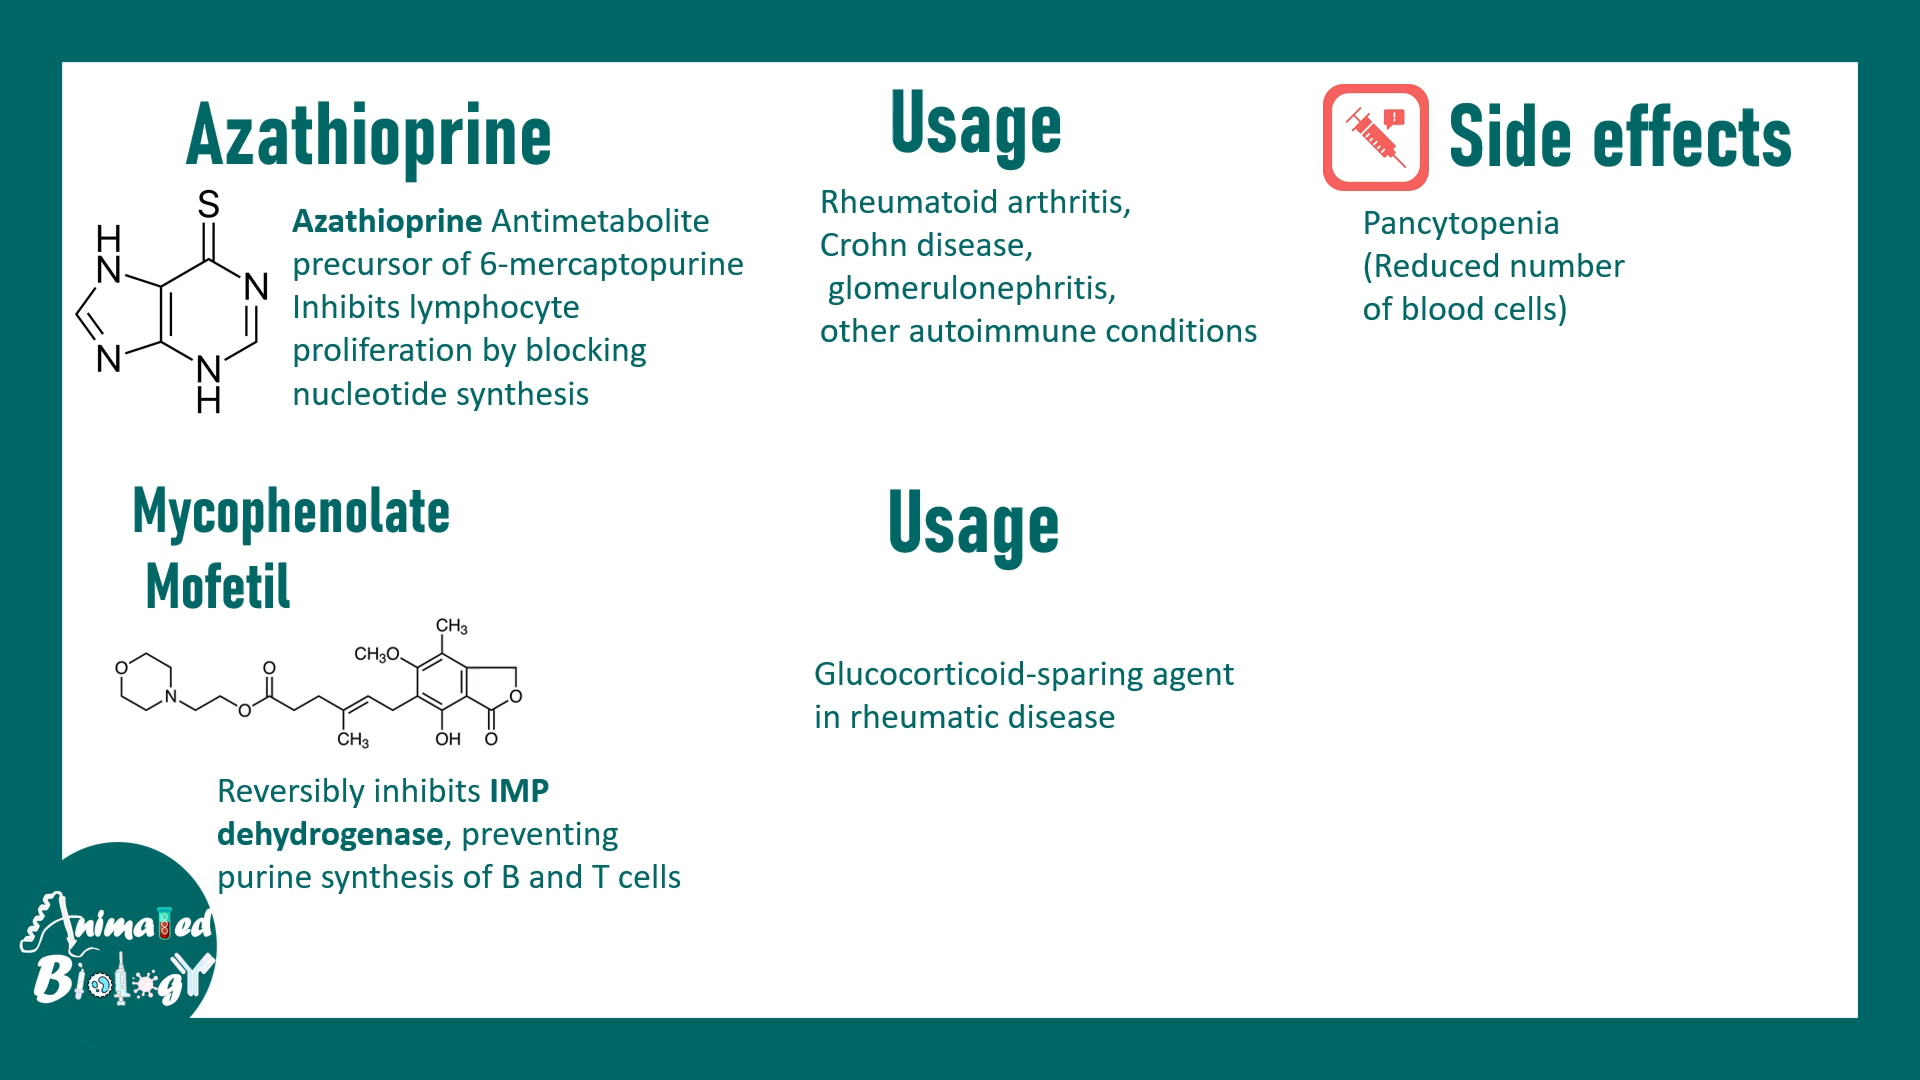 Azathioprine
Azathioprine Antimetabolite
precursor of 6-mercaptopurine
Inhibits lymphocyte
proliferation by blocking
nucleotide synthesis
S
H
N
N
N
N
H
Usage
Rheumatoid arthritis,
Crohn disease,
glomerulonephritis,
other autoimmune conditions
Side effects
!
Pancytopenia
(Reduced number
of blood cells)
Mycophenolate
Mofetil
CH3
CH3O
O
O
N
O
O
CH3
OH
O
Reversibly inhibits IMP
dehydrogenase, preventing
purine synthesis of B and T cells
Usage
Glucocorticoid-sparing agent
in rheumatic disease
Animated
Biology